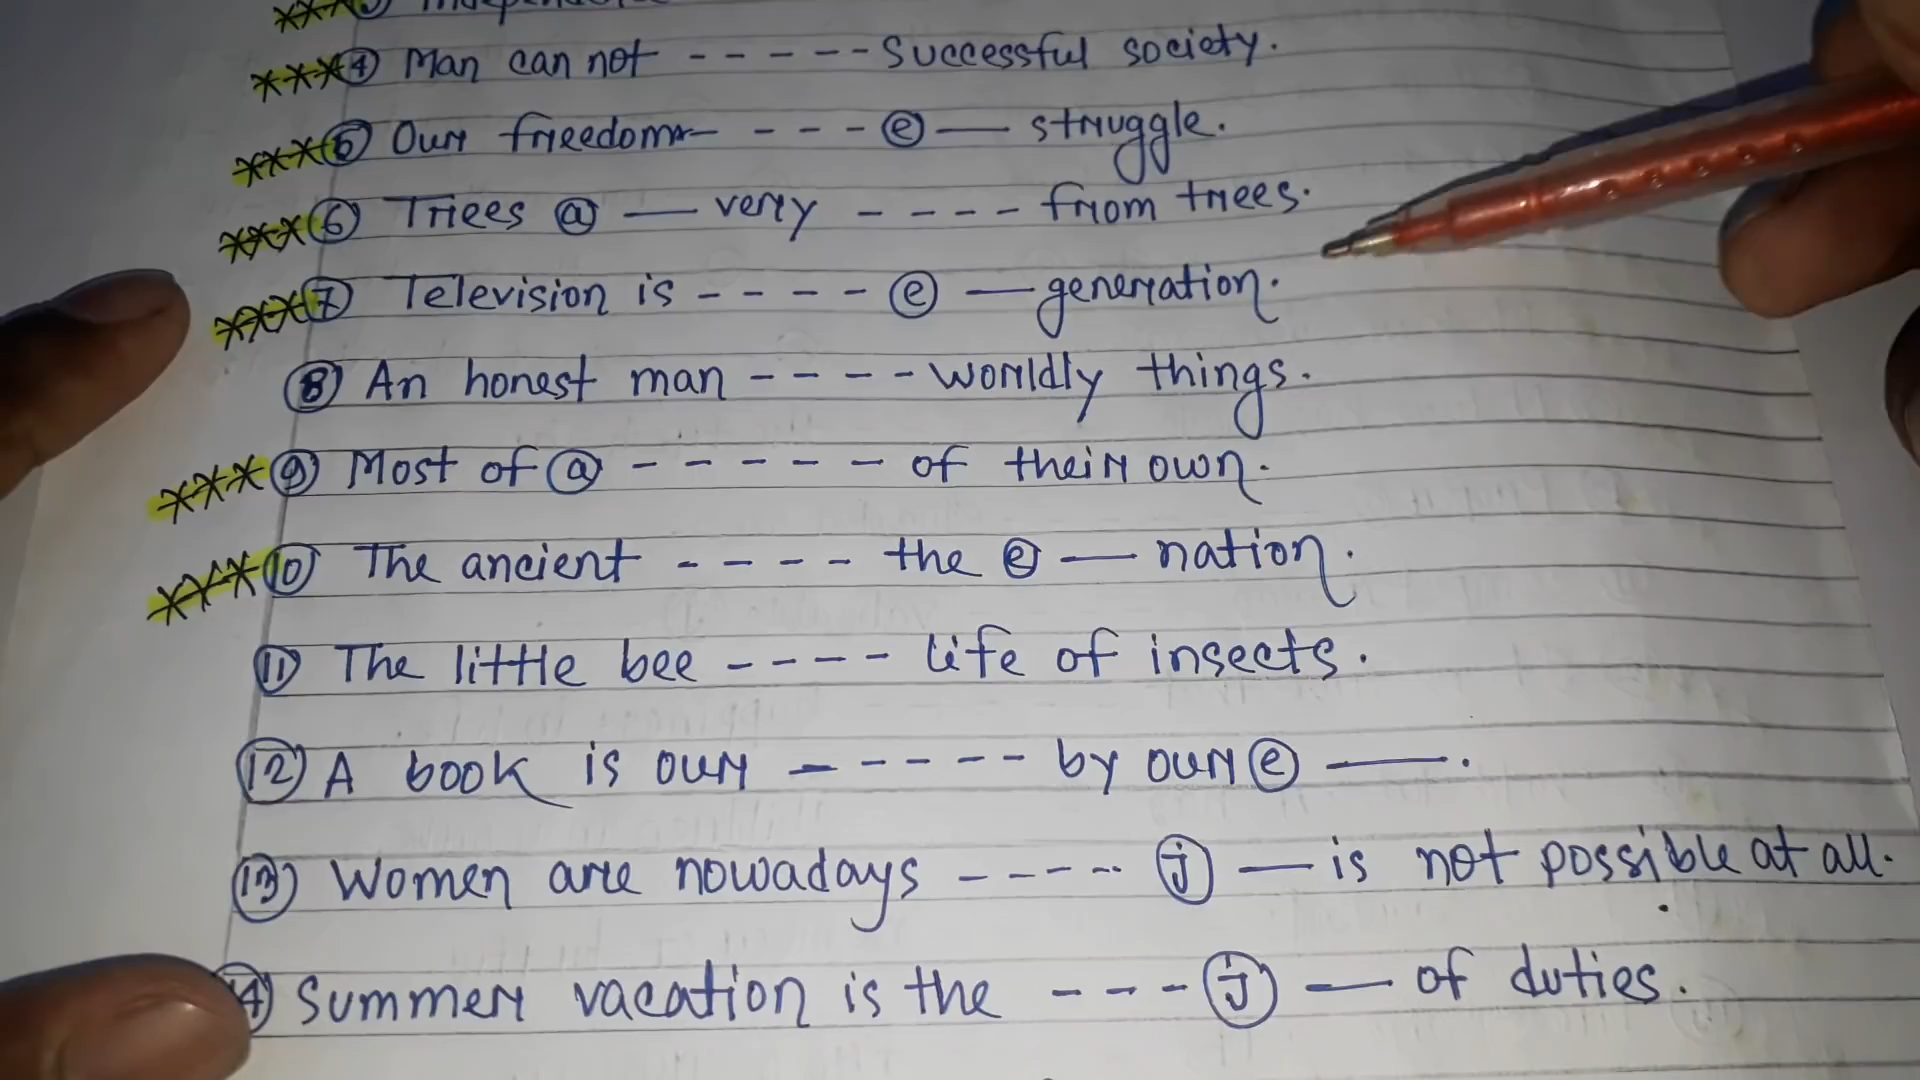 *** Independence
*** ④ Man can not ------ Successful society.
*** ⑤ Our freedom ---- ⓔ — struggle.
*** ⑥ Trees ⓐ — very ---- from trees.
*** ⑦ Television is ----- ⓔ — generation.
⑧ An honest man ---- worldly things.
*** ⑨ Most of ⓐ ------ of their own.
*** ⑩ The ancient ----- the ⓔ — nation.
⑪ The little bee ---- life of insects.
⑫ A book is our ------ by our ⓔ —.
⑬ Women are nowadays ----- ⓙ — is not possible at all.
⑭ Summer vacation is the ---- ⓙ — of duties.